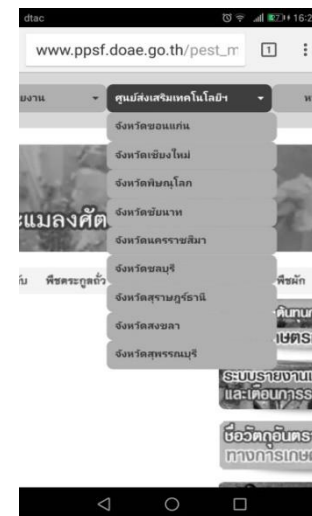 dtac 16:2
www.ppsf.doae.go.th/pest_m 1
ยงาน ศูนย์ส่งเสริมเทคโนโลยีฯ
จังหวัดขอนแก่น
จังหวัดเชียงใหม่
จังหวัดพิษณุโลก
จังหวัดชัยนาท
ะแมลงศัต
จังหวัดนครราชสีมา
จังหวัดชลบุรี
พืชตระกูลถั่ว พืชผัก
จังหวัดสุราษฎร์ธานี
จังหวัดสงขลา
จังหวัดสุพรรณบุรี
ระบบรายงาน
และเตือนการ
ชื่อวัตถุอันตร
ทางการเกษ